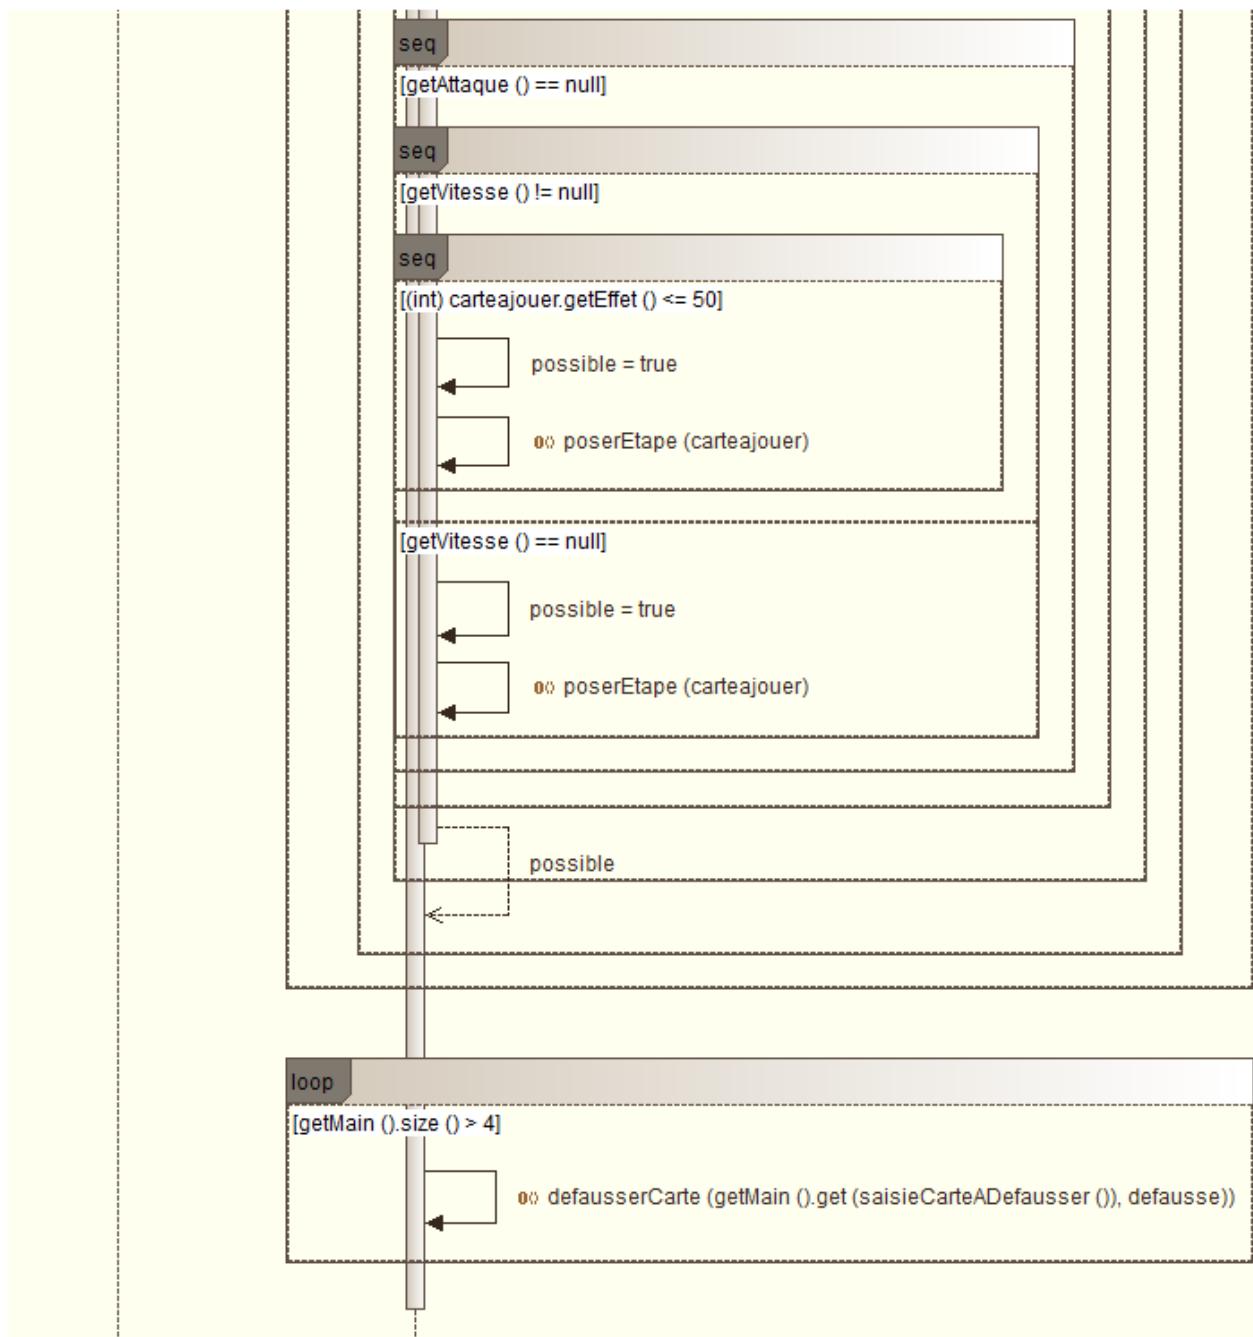 seq
[getAttaque () == null]
seq
[getVitesse () != null]
seq
[(int) carteajouer.getEffet () <= 50]
possible = true
poserEtape (carteajouer)
[getVitesse () == null]
possible = true
poserEtape (carteajouer)
possible
loop
[getMain ().size () > 4]
defausserCarte (getMain ().get (saisieCarteADefausser ()), defausse))